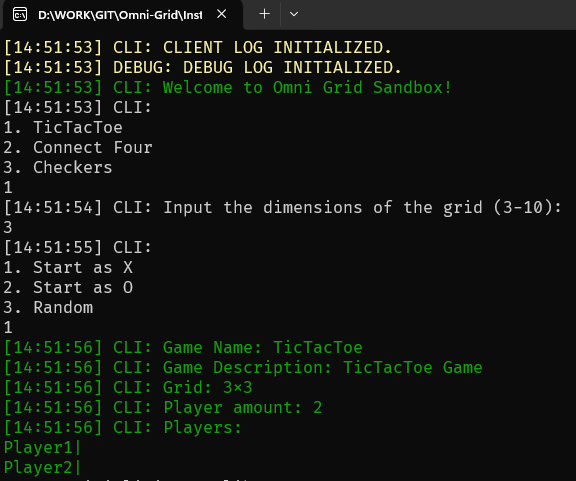 D:\WORK\GIT\Omni-Grid\Inst
[14:51:53] CLI: CLIENT LOG INITIALIZED.
[14:51:53] DEBUG: DEBUG LOG INITIALIZED.
[14:51:53] CLI: Welcome to Omni Grid Sandbox!
[14:51:53] CLI:
1. TicTacToe
2. Connect Four
3. Checkers
1
[14:51:54] CLI: Input the dimensions of the grid (3-10):
3
[14:51:55] CLI:
1. Start as X
2. Start as O
3. Random
1
[14:51:56] CLI: Game Name: TicTacToe
[14:51:56] CLI: Game Description: TicTacToe Game
[14:51:56] CLI: Grid: 3×3
[14:51:56] CLI: Player amount: 2
[14:51:56] CLI: Players:
Player1|
Player2|